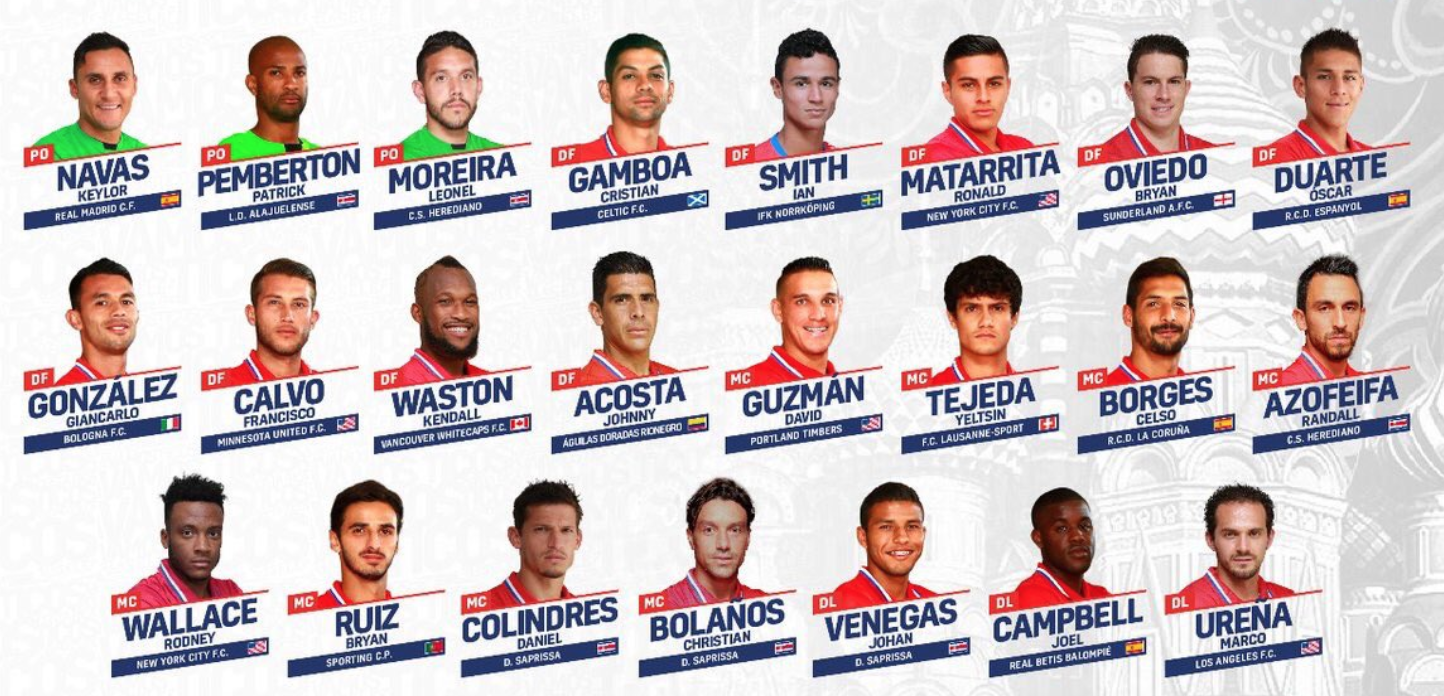 PO
NAVAS
KEYLOR
REAL MADRID C.F.
PO
PEMBERTON
PATRICK
L.D. ALAJUELENSE
PO
MOREIRA
LEONEL
C.S. HEREDIANO
DF
GAMBOA
CRISTIAN
CELTIC F.C.
DF
SMITH
IAN
IFK NORRKÖPING
DF
MATARRITA
RONALD
NEW YORK CITY F.C.
DF
OVIEDO
BRYAN
SUNDERLAND A.F.C.
DF
DUARTE
ÓSCAR
R.C.D. ESPANYOL
DF
GONZÁLEZ
GIANCARLO
BOLOGNA F.C.
DF
CALVO
FRANCISCO
MINNESOTA UNITED F.C.
DF
WASTON
KENDALL
VANCOUVER WHITECAPS F.C.
DF
ACOSTA
JOHNNY
ÁGUILAS DORADAS RIONEGRO
MC
GUZMÁN
DAVID
PORTLAND TIMBERS
MC
TEJEDA
YELTSIN
F.C. LAUSANNE-SPORT
MC
BORGES
CELSO
R.C.D. LA CORUÑA
MC
AZOFEIFA
RANDALL
C.S. HEREDIANO
MC
WALLACE
RODNEY
NEW YORK CITY F.C.
MC
RUIZ
BRYAN
SPORTING C.P.
MC
COLINDRES
DANIEL
D. SAPRISSA
MC
BOLAÑOS
CHRISTIAN
D. SAPRISSA
DL
VENEGAS
JOHAN
D. SAPRISSA
DL
CAMPBELL
JOEL
REAL BETIS BALOMPIÉ
DL
UREÑA
MARCO
LOS ANGELES F.C.